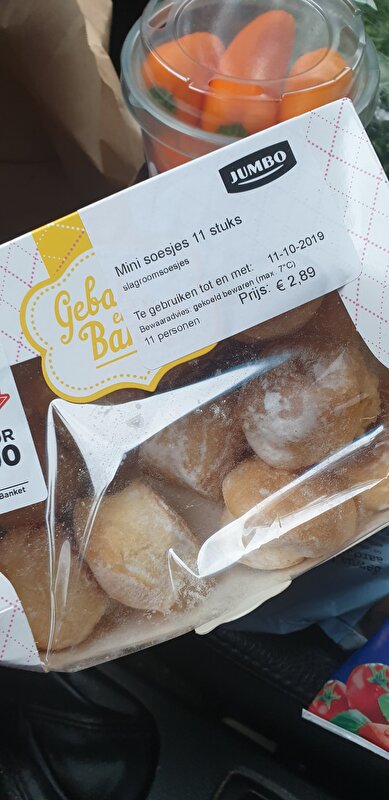 JUMBO
Mini soesjes 11 stuks
slagroomsoesjes
Te gebruiken tot en met: 11-10-2019
Bewaaradvies: gekoeld bewaren (max. 7°C)
Prijs: € 2,89
11 personen
Geba
Ba
Banket